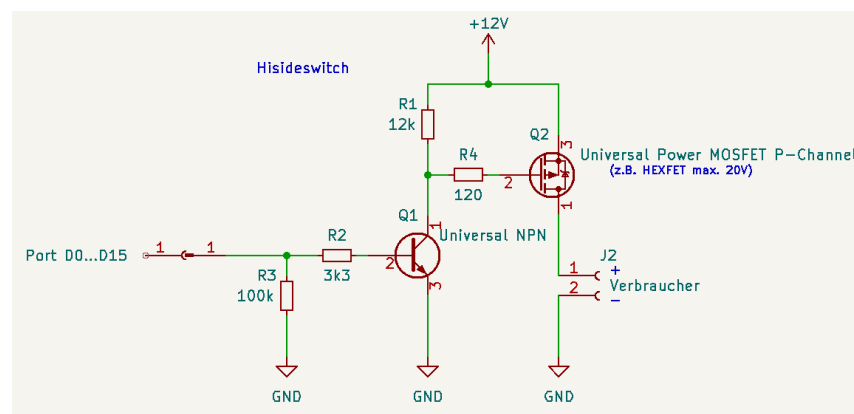 +12V
Hisideswitch
R1
12k
Q2
3
Universal Power MOSFET P-Channel
(z.B. HEXFET max. 20V)
R4
120
2
1
Q1
1
Universal NPN
Port D0...D15
1
1
R2
3k3
2
3
R3
100k
J2
1
+
Verbraucher
2
-
GND
GND
GND